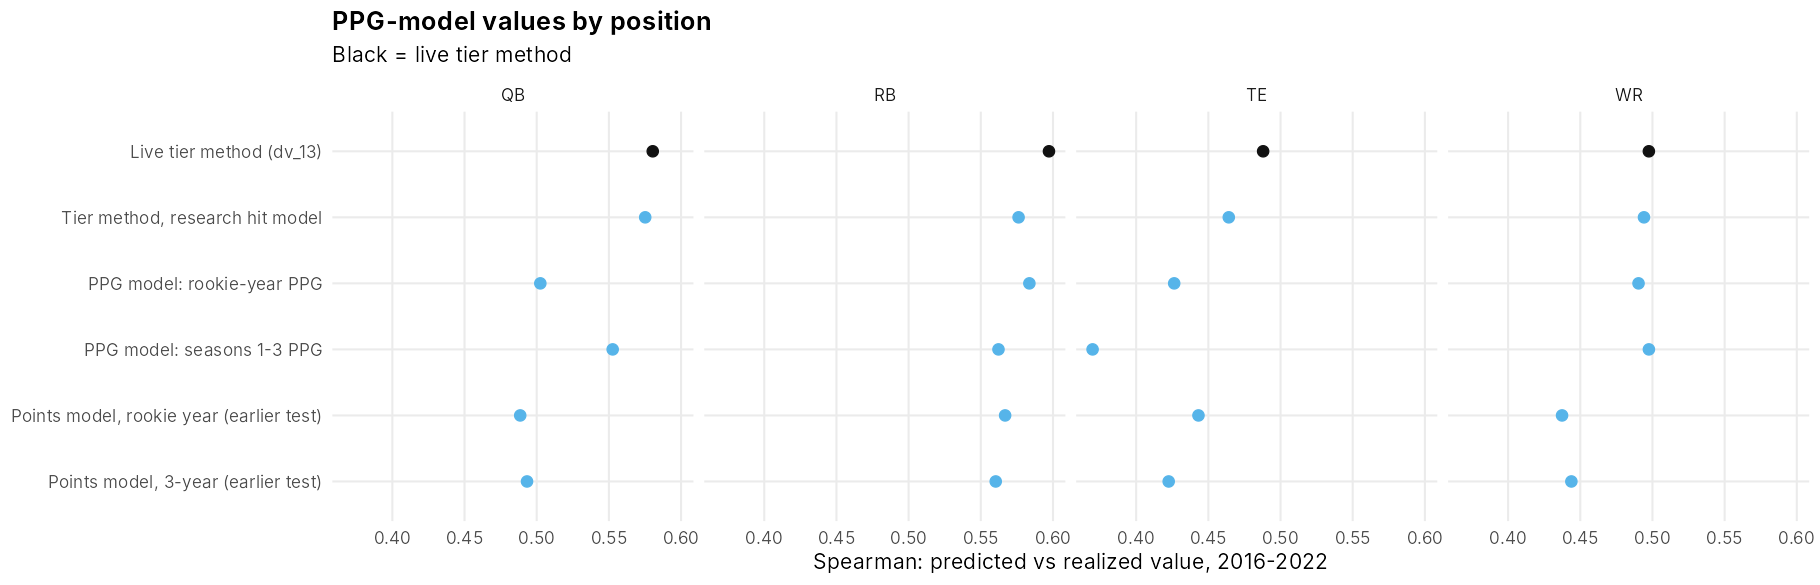 PPG-model values by position
Black = live tier method
QB RB TE WR
Live tier method (dv_13)
Tier method, research hit model
PPG model: rookie-year PPG
PPG model: seasons 1-3 PPG
Points model, rookie year (earlier test)
Points model, 3-year (earlier test)
0.40 0.45 0.50 0.55 0.60 0.40 0.45 0.50 0.55 0.60 0.40 0.45 0.50 0.55 0.60 0.40 0.45 0.50 0.55 0.60
Spearman: predicted vs realized value, 2016-2022